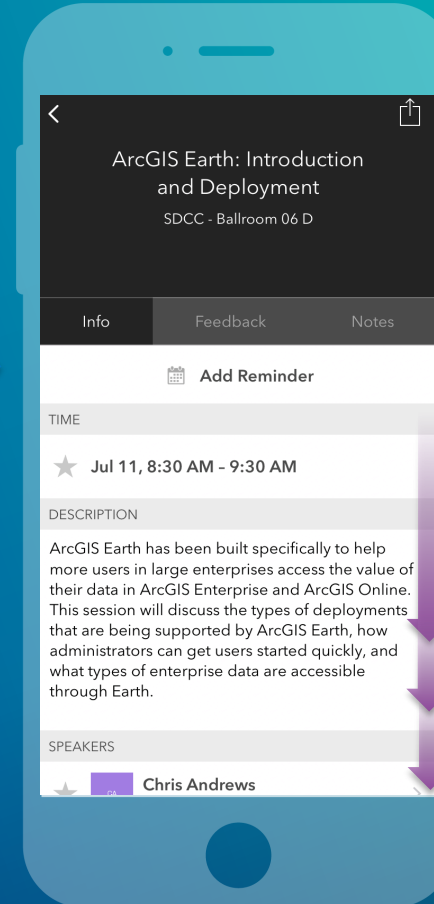 ArcGIS Earth: Introduction
and Deployment
SDCC - Ballroom 06 D
Info Feedback Notes
Add Reminder
TIME
Jul 11, 8:30 AM – 9:30 AM
DESCRIPTION
ArcGIS Earth has been built specifically to help
more users in large enterprises access the value of
their data in ArcGIS Enterprise and ArcGIS Online.
This session will discuss the types of deployments
that are being supported by ArcGIS Earth, how
administrators can get users started quickly, and
what types of enterprise data are accessible
through Earth.
SPEAKERS
CA Chris Andrews